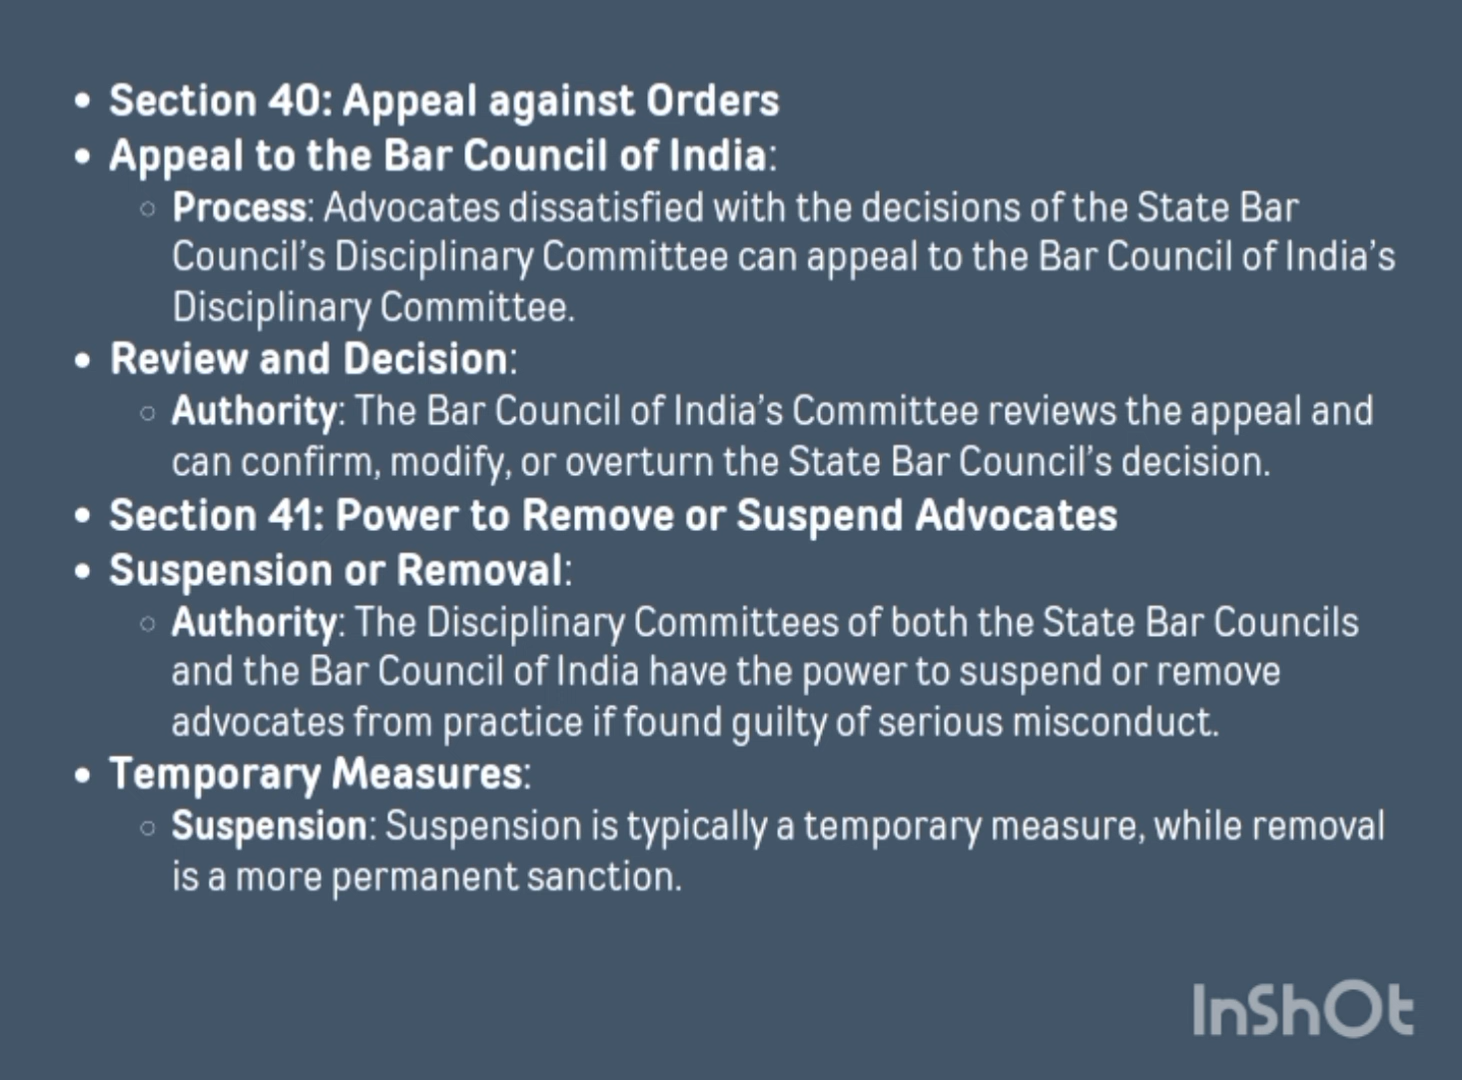 • Section 40: Appeal against Orders
• Appeal to the Bar Council of India:
○ Process: Advocates dissatisfied with the decisions of the State Bar
Council's Disciplinary Committee can appeal to the Bar Council of India's
Disciplinary Committee.
• Review and Decision:
○ Authority: The Bar Council of India's Committee reviews the appeal and
can confirm, modify, or overturn the State Bar Council's decision.
• Section 41: Power to Remove or Suspend Advocates
• Suspension or Removal:
○ Authority: The Disciplinary Committees of both the State Bar Councils
and the Bar Council of India have the power to suspend or remove
advocates from practice if found guilty of serious misconduct.
• Temporary Measures:
○ Suspension: Suspension is typically a temporary measure, while removal
is a more permanent sanction.
InShOt